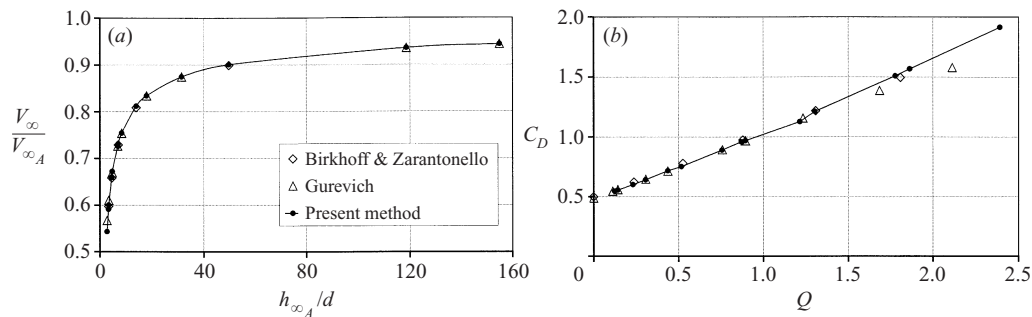 (a)
1.0
0.9
0.8
0.7
0.6
0.5
V∞
V∞A
0
40
80
120
160
h∞A/d
Birkhoff & Zarantonello
Gurevich
Present method
(b)
2.0
1.5
1.0
0.5
CD
0
0.5
1.0
1.5
2.0
2.5
Q